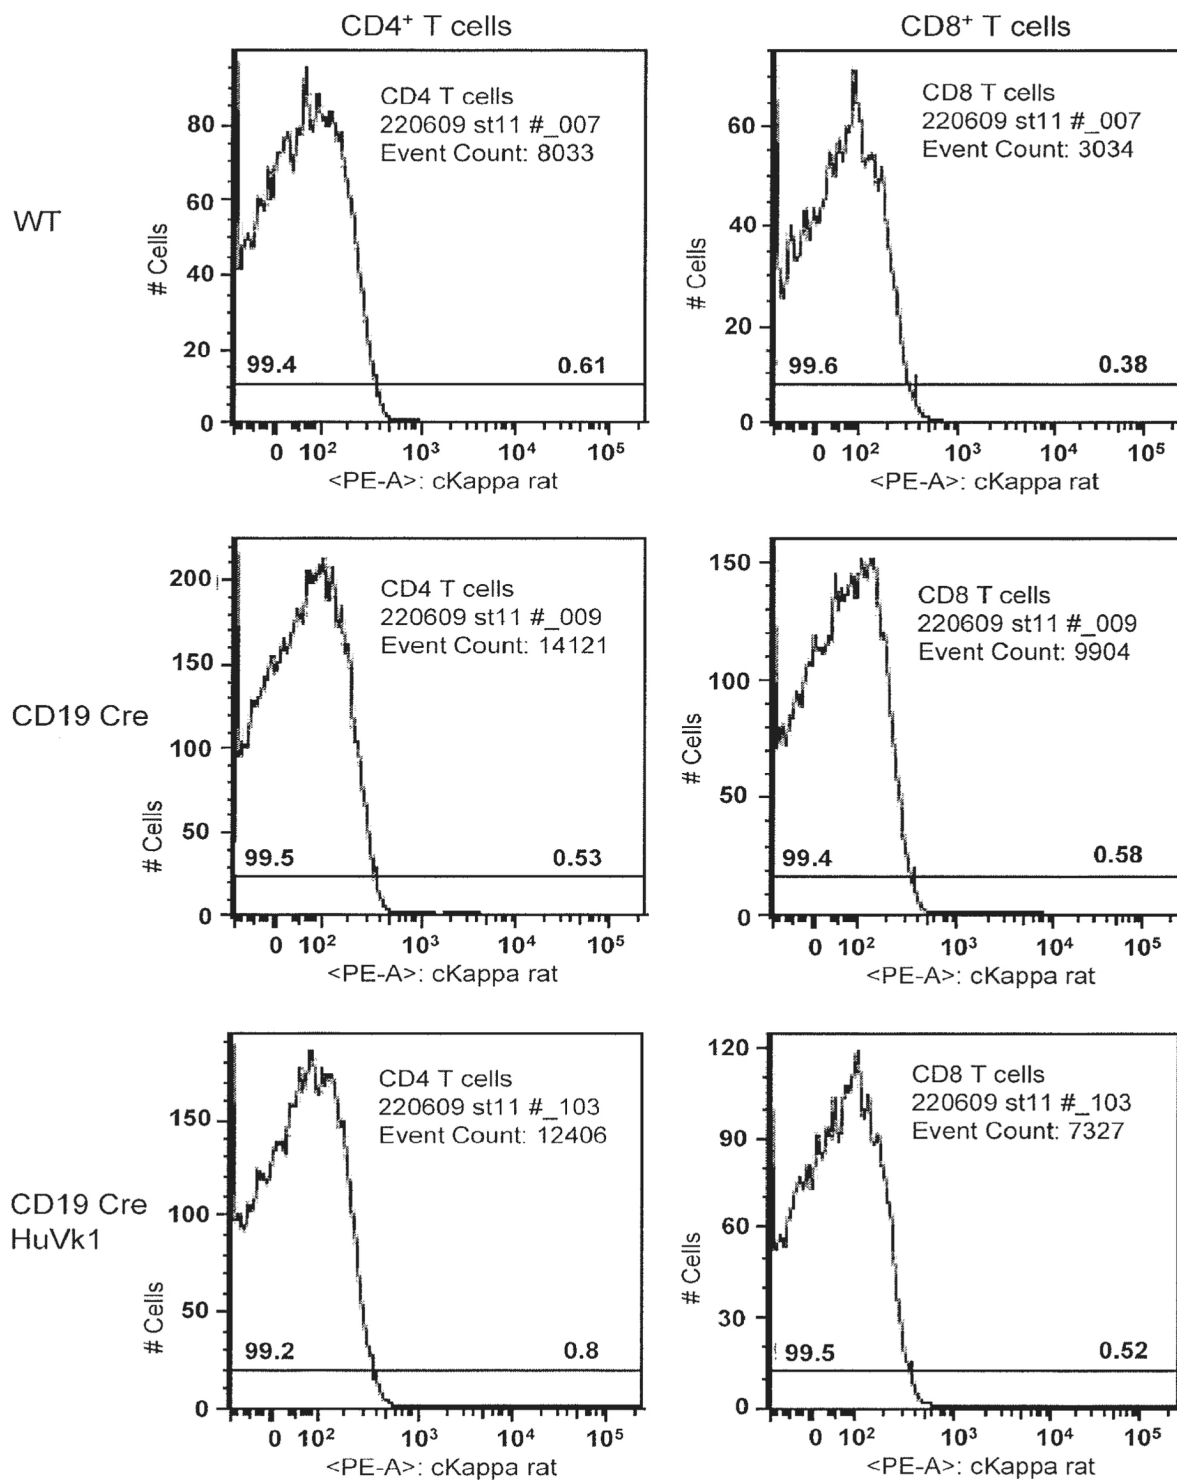 CD4⁺ T cells
CD8⁺ T cells
WT
# Cells
80
60
40
20
0
CD4 T cells
220609 st11 #_007
Event Count: 8033
99.4
0.61
0 10² 10³ 10⁴ 10⁵
<PE-A>: cKappa rat
# Cells
60
40
20
0
CD8 T cells
220609 st11 #_007
Event Count: 3034
99.6
0.38
0 10² 10³ 10⁴ 10⁵
<PE-A>: cKappa rat
CD19 Cre
# Cells
200
150
100
50
0
CD4 T cells
220609 st11 #_009
Event Count: 14121
99.5
0.53
0 10² 10³ 10⁴ 10⁵
<PE-A>: cKappa rat
# Cells
150
100
50
0
CD8 T cells
220609 st11 #_009
Event Count: 9904
99.4
0.58
0 10² 10³ 10⁴ 10⁵
<PE-A>: cKappa rat
CD19 Cre
HuVk1
# Cells
150
100
50
0
CD4 T cells
220609 st11 #_103
Event Count: 12406
99.2
0.8
0 10² 10³ 10⁴ 10⁵
<PE-A>: cKappa rat
# Cells
120
90
60
30
0
CD8 T cells
220609 st11 #_103
Event Count: 7327
99.5
0.52
0 10² 10³ 10⁴ 10⁵
<PE-A>: cKappa rat